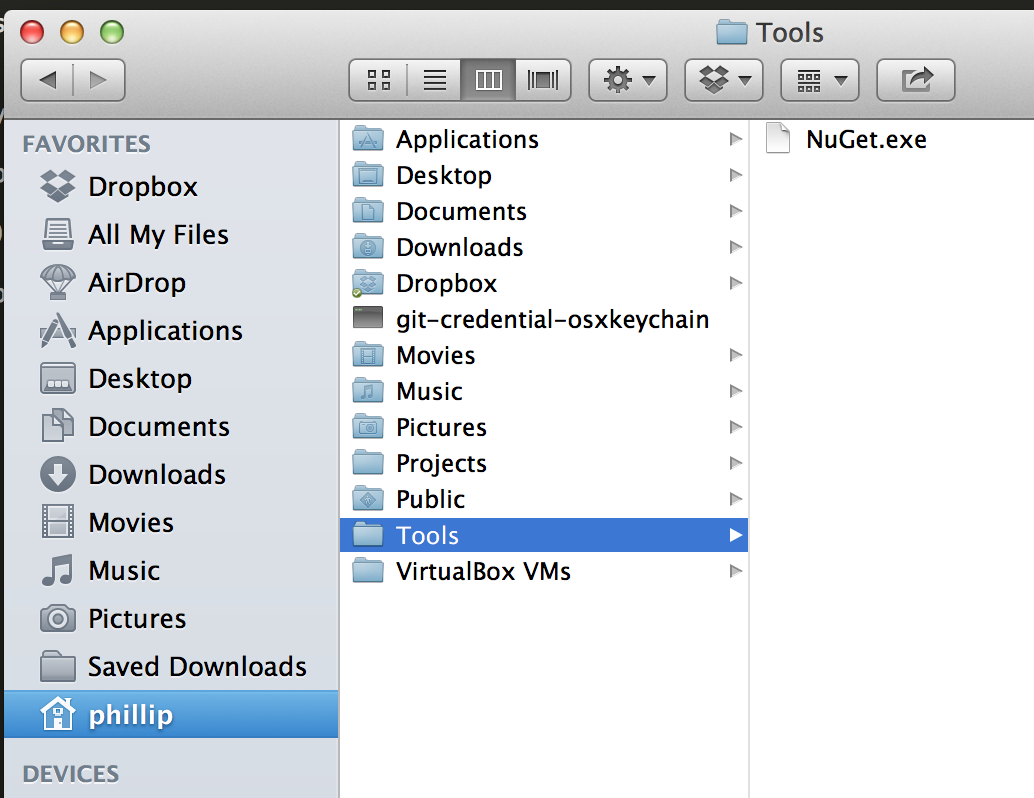 Tools
FAVORITES
Dropbox
All My Files
AirDrop
Applications
Desktop
Documents
Downloads
Movies
Music
Pictures
Saved Downloads
phillip
DEVICES
Applications
Desktop
Documents
Downloads
Dropbox
git-credential-osxkeychain
Movies
Music
Pictures
Projects
Public
Tools
VirtualBox VMs
NuGet.exe